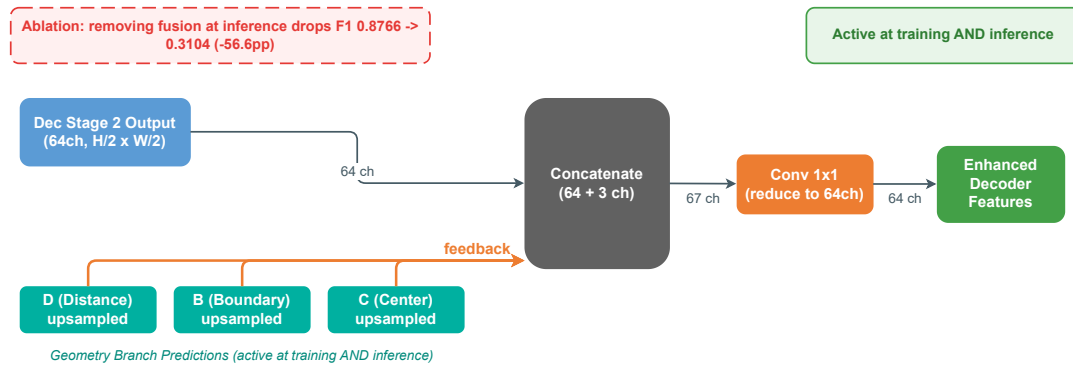 Ablation: removing fusion at inference drops F1 0.8766 ->
0.3104 (-56.6pp)
Active at training AND inference
Dec Stage 2 Output
(64ch, H/2 x W/2)
64 ch
Concatenate
(64 + 3 ch)
67 ch
Conv 1x1
(reduce to 64ch)
64 ch
Enhanced
Decoder
Features
feedback
D (Distance)
upsampled
B (Boundary)
upsampled
C (Center)
upsampled
Geometry Branch Predictions (active at training AND inference)